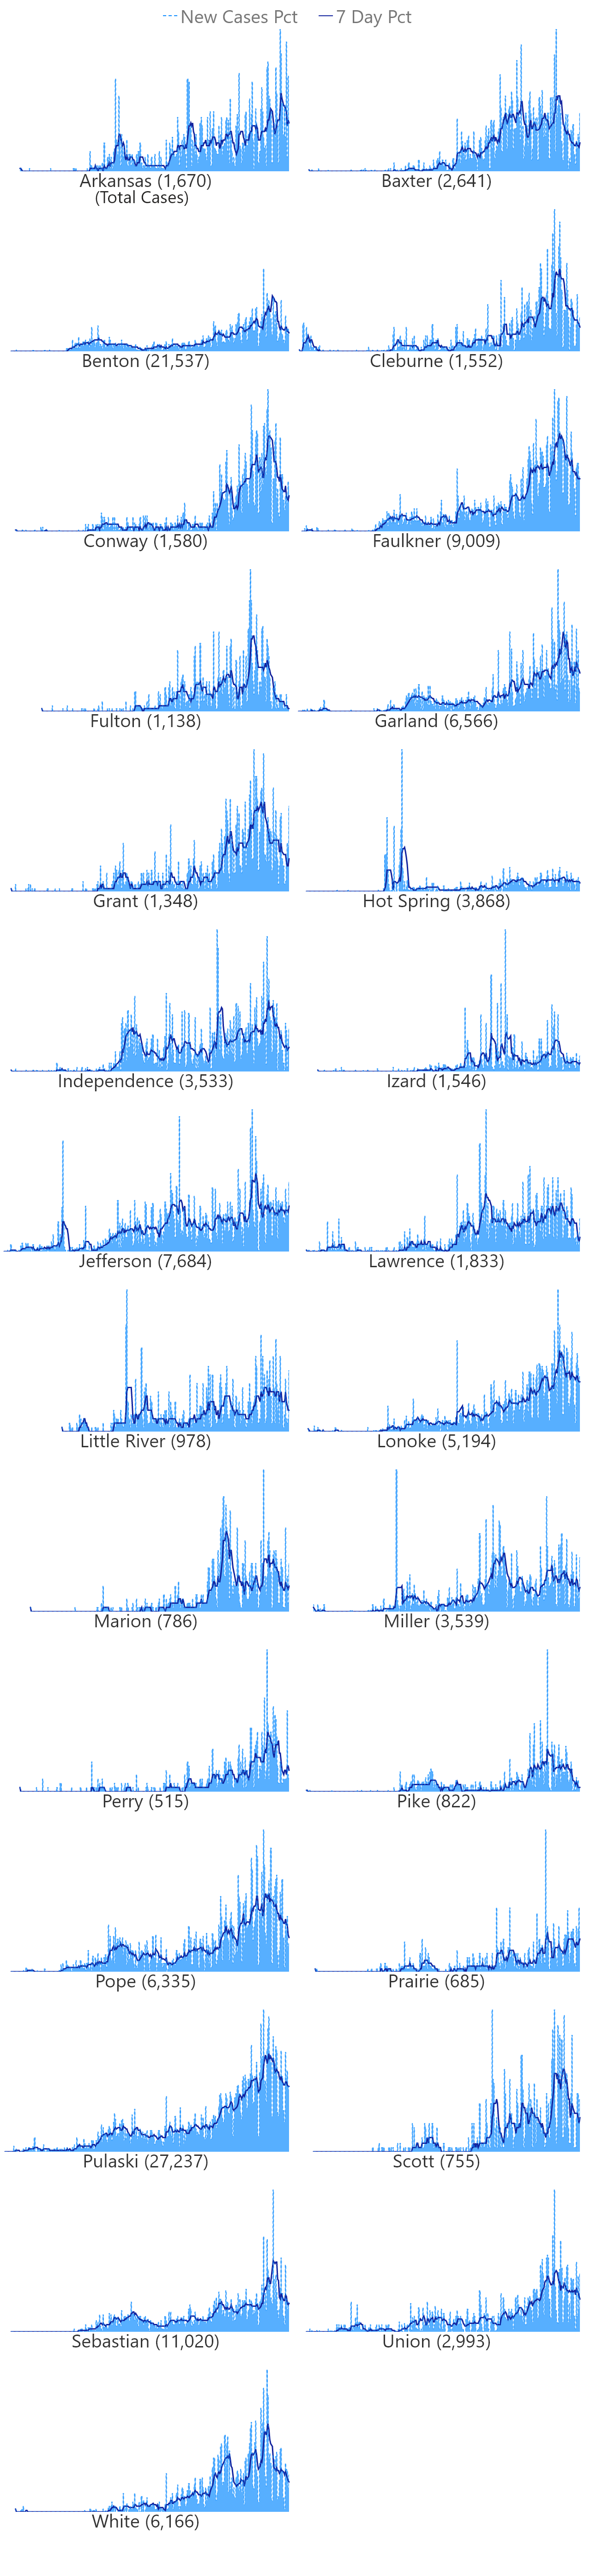 New Cases Pct 7 Day Pct
Arkansas (1,670) Baxter (2,641)
(Total Cases)
Benton (21,537) Cleburne (1,552)
Conway (1,580) Faulkner (9,009)
Fulton (1,138) Garland (6,566)
Grant (1,348) Hot Spring (3,868)
Independence (3,533) Izard (1,546)
Jefferson (7,684) Lawrence (1,833)
Little River (978) Lonoke (5,194)
Marion (786) Miller (3,539)
Perry (515) Pike (822)
Pope (6,335) Prairie (685)
Pulaski (27,237) Scott (755)
Sebastian (11,020) Union (2,993)
White (6,166)